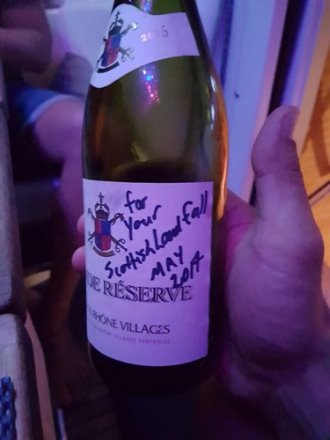 2015
for
your
Scottish Landfall
MAY
2017
DE RÉSERVE
RHÔNE VILLAGES